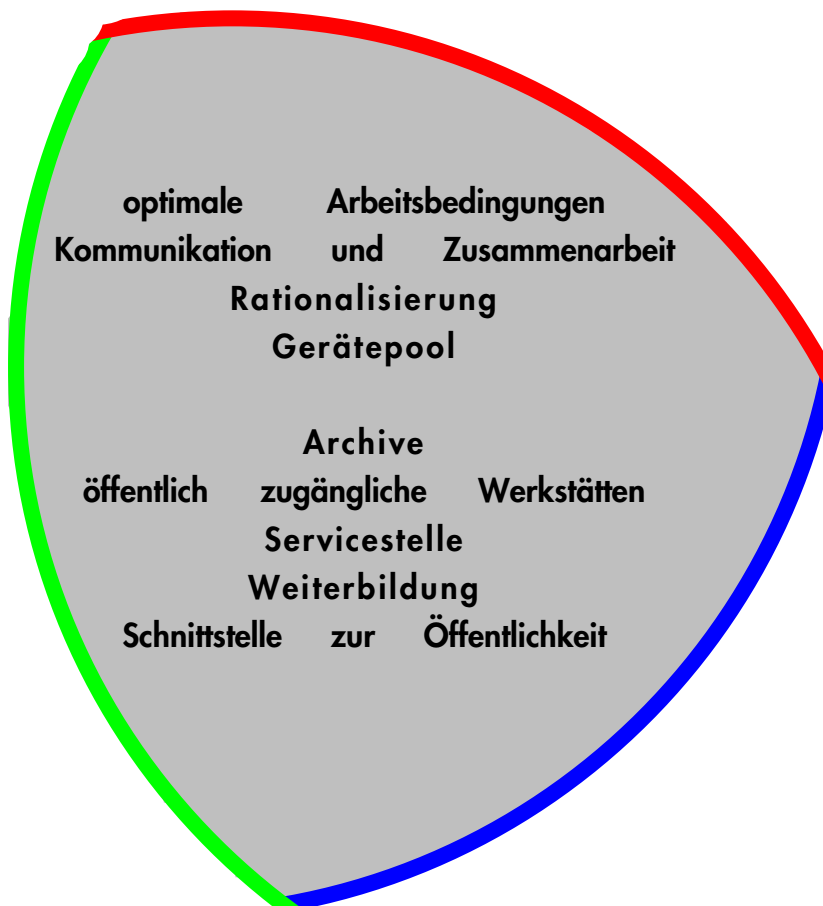 optimale Arbeitsbedingungen
Kommunikation und Zusammenarbeit
Rationalisierung
Gerätepool
Archive
öffentlich zugängliche Werkstätten
Servicestelle
Weiterbildung
Schnittstelle zur Öffentlichkeit